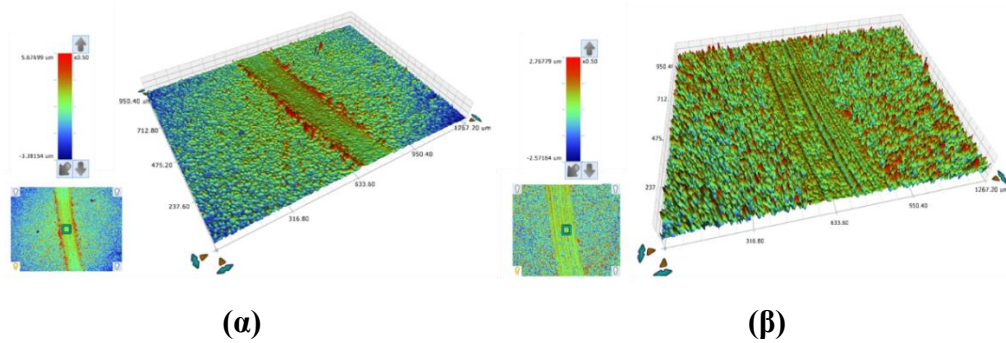 5.67699 um
x0.50
-3.38154 um
950.40 um
712.80
475.20
237.60
316.80
633.60
950.40
1267.20 um
2.76779 um
x0.50
-2.57164 um
950.40
712.
475.
237
316.80
633.60
950.40
1267.20 um
(α)
(β)